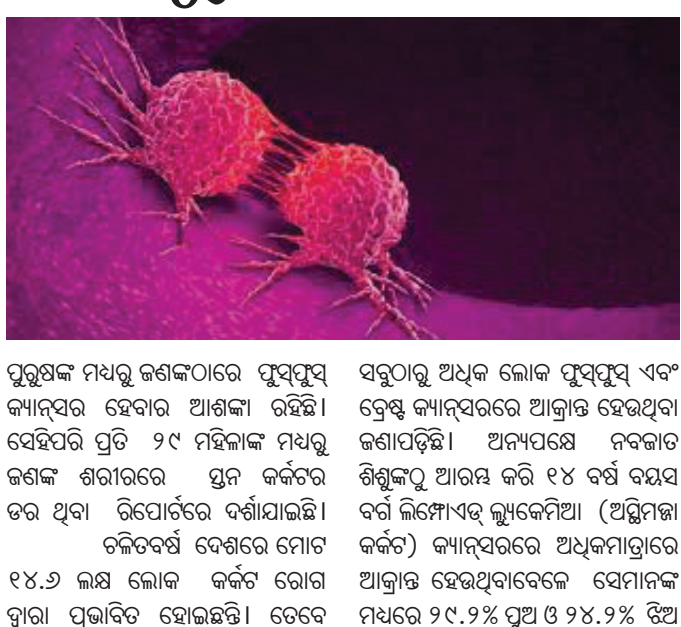 ପୁରୁଷଙ୍କ ମଧ୍ୟରୁ ଜଣଙ୍କଠାରେ ଫୁସ୍‌ଫୁସ୍
କ୍ୟାନ୍‌ସର ହେବାର ଆଶଙ୍କା ରହିଛି।
ସେହିପରି ପ୍ରତି ୨୯ ମହିଳାଙ୍କ ମଧ୍ୟରୁ
ଜଣଙ୍କ ଶରୀରରେ ସ୍ତନ କର୍କଟର
ଡର ଥିବା ରିପୋର୍ଟରେ ଦର୍ଶାଯାଇଛି।
ଚଳିତବର୍ଷ ଦେଶରେ ମୋଟ
୧୪.୬ ଲକ୍ଷ ଲୋକ କର୍କଟ ରୋଗ
ଦ୍ୱାରା ପ୍ରଭାବିତ ହୋଇଛନ୍ତି। ତେବେ
ସବୁଠାରୁ ଅଧିକ ଲୋକ ଫୁସ୍‌ଫୁସ୍ ଏବଂ
ବ୍ରେଷ୍ଟ କ୍ୟାନ୍‌ସରରେ ଆକ୍ରାନ୍ତ ହେଉଥିବା
ଜଣାପଡ଼ିଛି। ଅନ୍ୟପକ୍ଷେ ନବଜାତ
ଶିଶୁଙ୍କଠୁ ଆରମ୍ଭ କରି ୧୪ ବର୍ଷ ବୟସ
ବର୍ଗ ଲିମ୍ଫୋଏଡ୍ ଲ୍ୟୁକେମିଆ (ଅସ୍ଥିମଜ୍ଜା
କର୍କଟ) କ୍ୟାନ୍‌ସରରେ ଅଧିକମାତ୍ରାରେ
ଆକ୍ରାନ୍ତ ହେଉଥିବାବେଳେ ସେମାନଙ୍କ
ମଧ୍ୟରେ ୨୯.୨% ପୁଅ ଓ ୨୪.୨% ଝିଅ